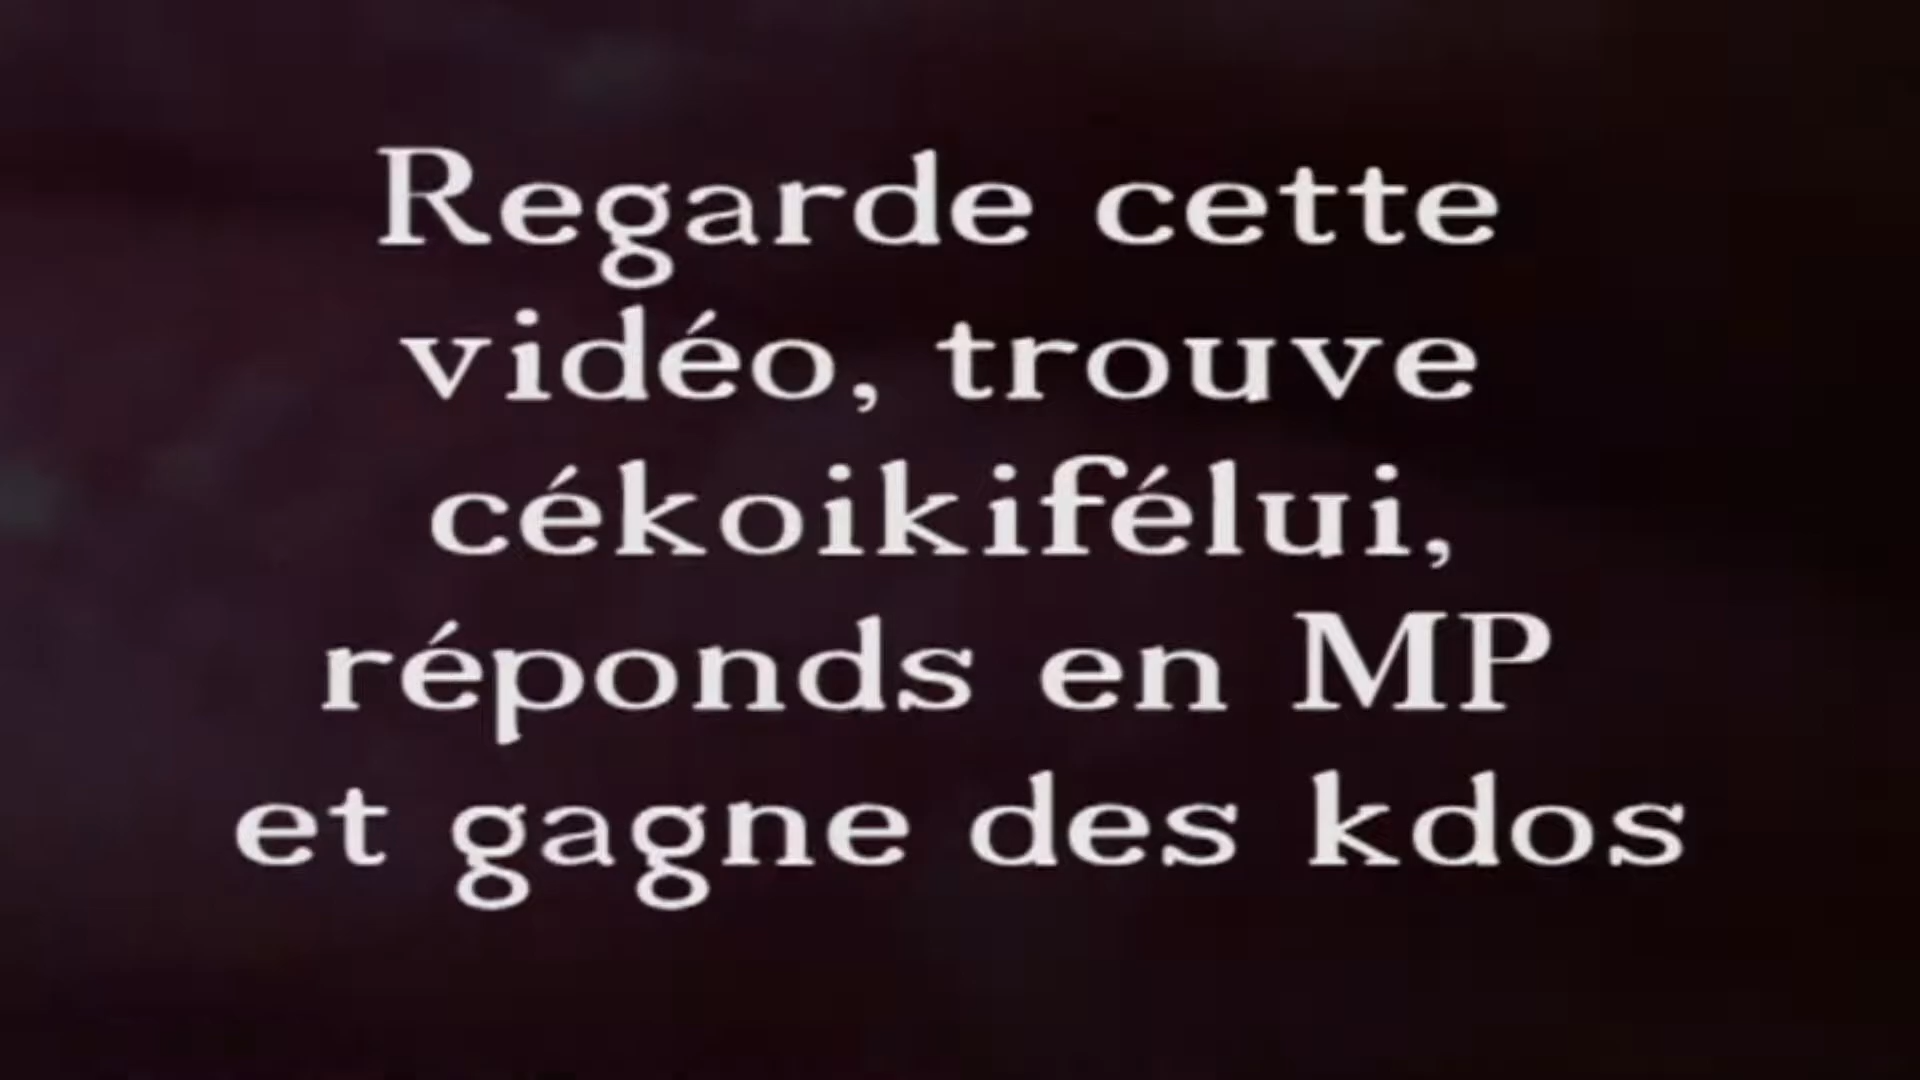 Regarde cette
vidéo, trouve
cékoikifélui,
réponds en MP
et gagne des kdos